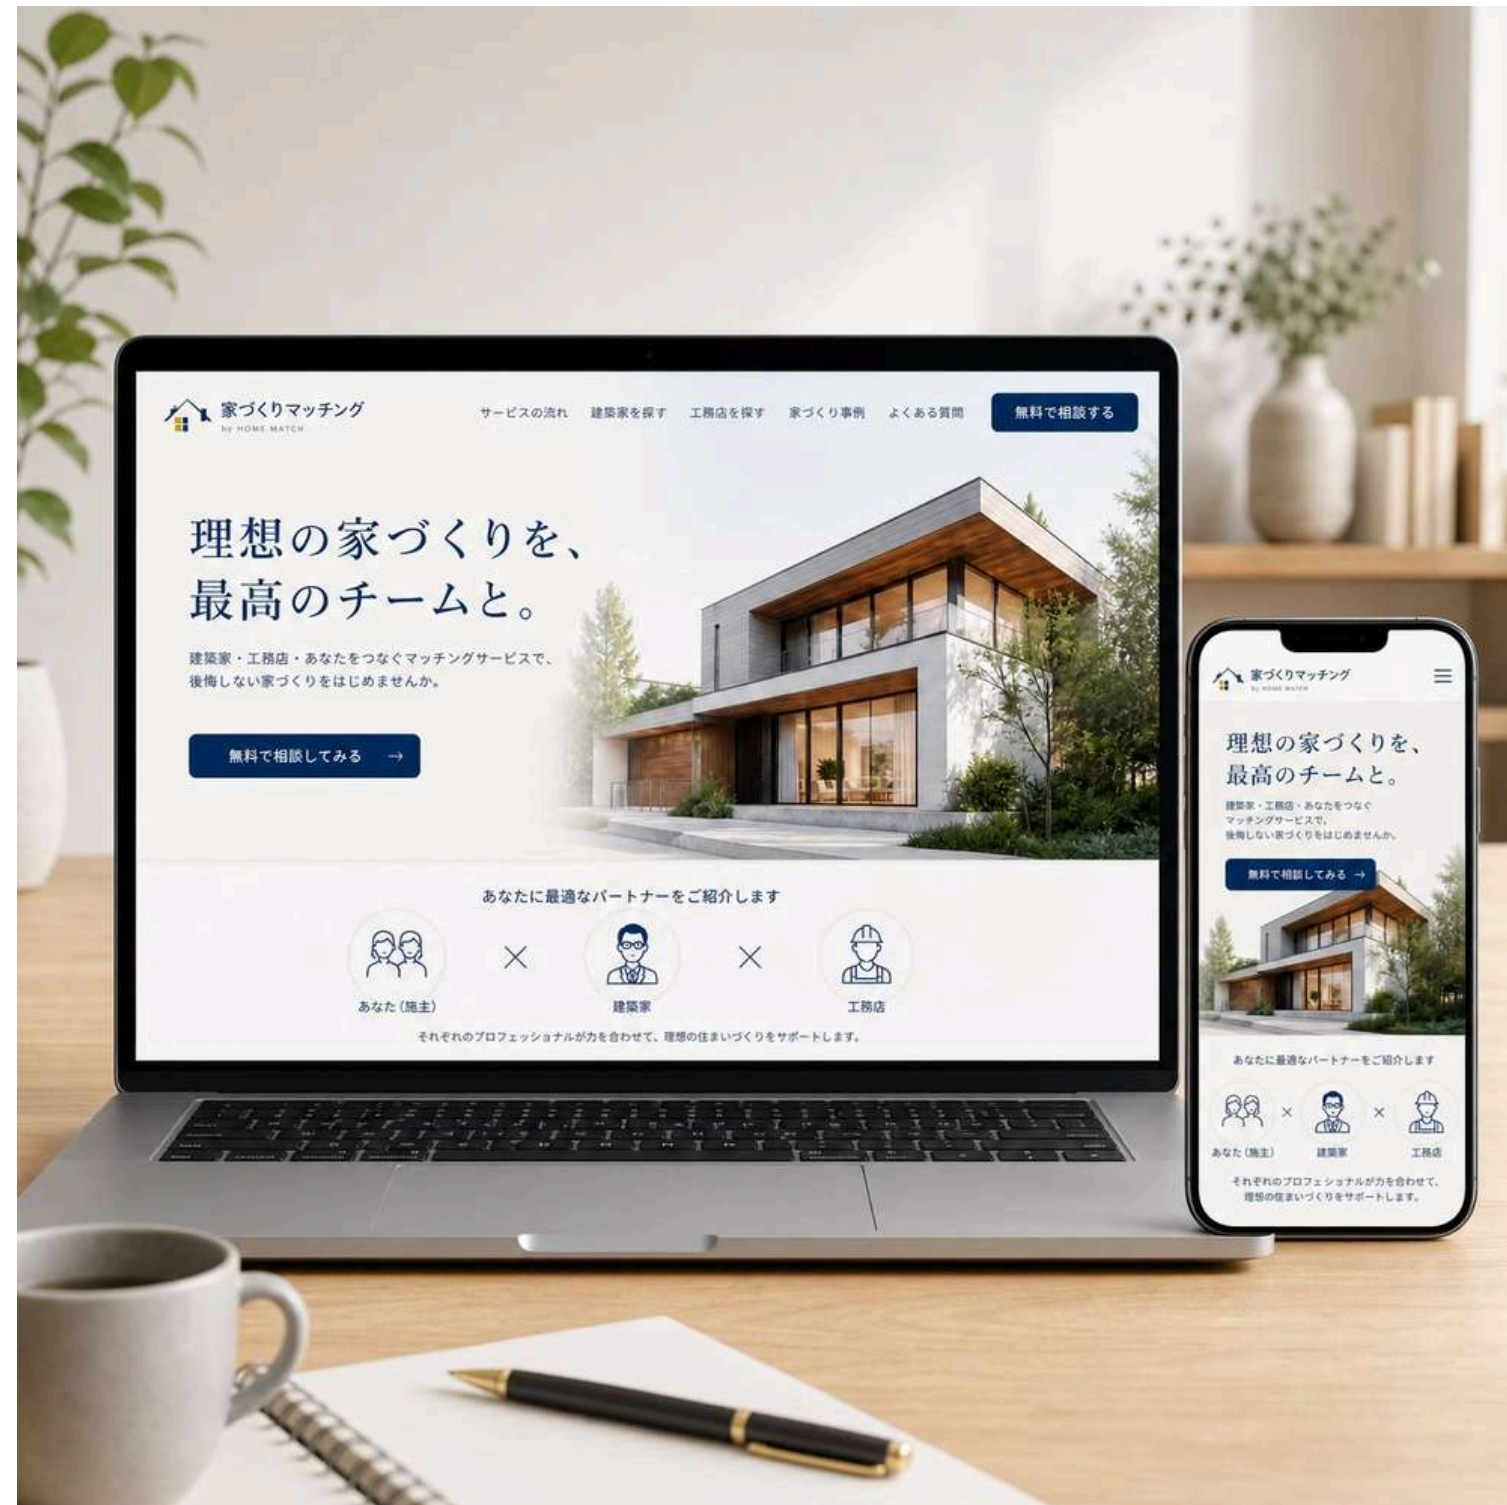 家づくりマッチング
by HOME MATCH
サービスの流れ 建築家を探す 工務店を探す 家づくり事例 よくある質問 無料で相談する
理想の家づくりを、
最高のチームと。
建築家・工務店・あなたをつなぐマッチングサービスで、
後悔しない家づくりをはじめませんか。
無料で相談してみる →
あなたに最適なパートナーをご紹介します
あなた（施主） × 建築家 × 工務店
それぞれのプロフェッショナルが力を合わせて、理想の住まいづくりをサポートします。
家づくりマッチング
by HOME MATCH
理想の家づくりを、
最高のチームと。
建築家・工務店・あなたをつなぐ
マッチングサービスで、
後悔しない家づくりをはじめませんか。
無料で相談してみる →
あなたに最適なパートナーをご紹介します
あなた（施主） × 建築家 × 工務店
それぞれのプロフェッショナルが力を合わせて、
理想の住まいづくりをサポートします。